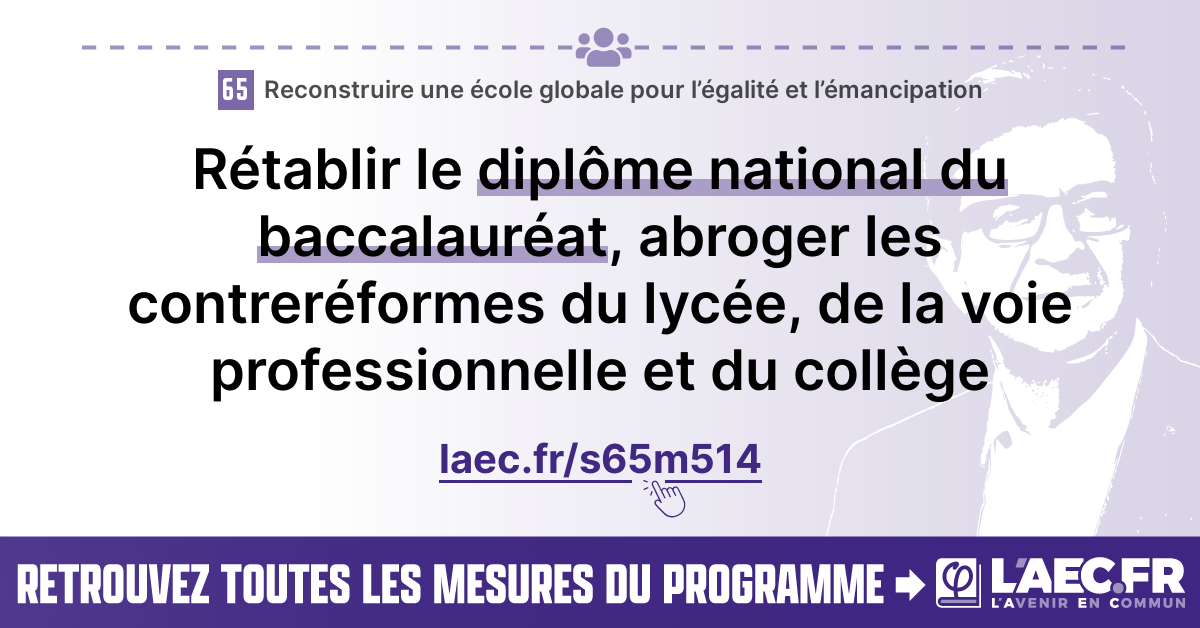 65 Reconstruire une école globale pour l’égalité et l’émancipation
Rétablir le diplôme national du
baccalauréat, abroger les
contreréformes du lycée, de la voie
professionnelle et du collège
laec.fr/s65m514
RETROUVEZ TOUTES LES MESURES DU PROGRAMME φ L'AEC.FR
L'AVENIR EN COMMUN